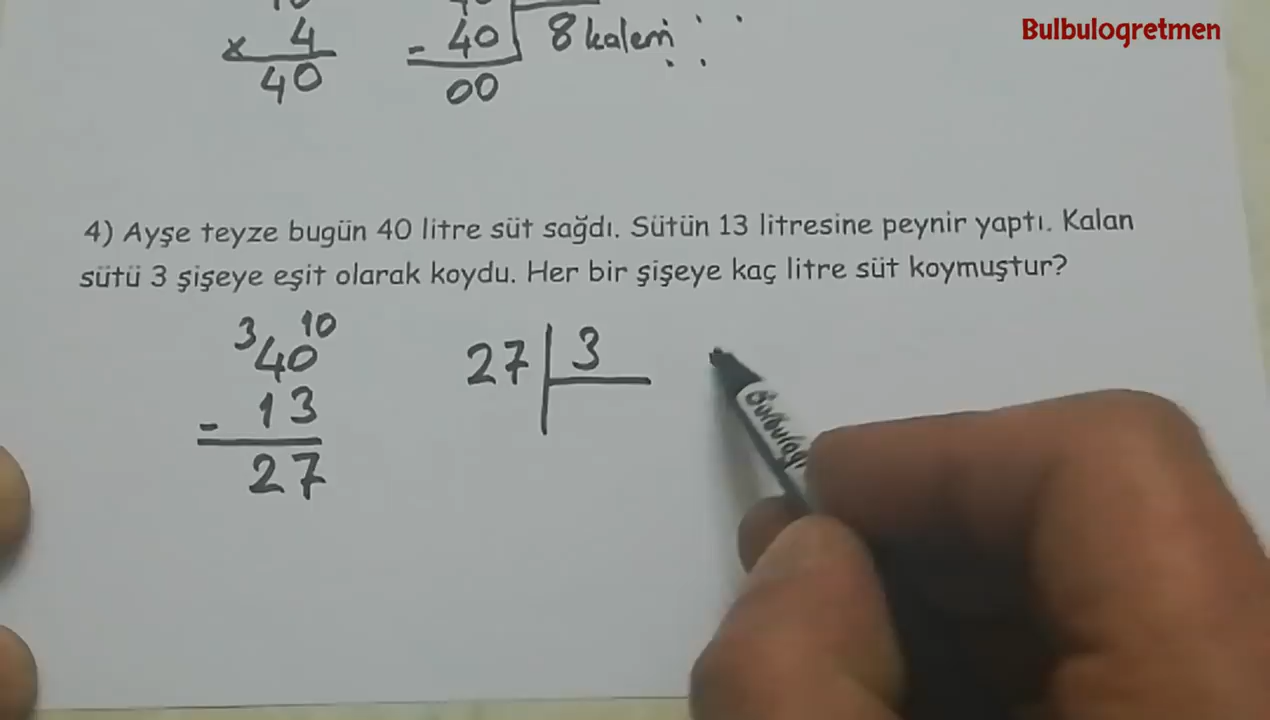 Bulbulogretmen
× 4
- 40 8 kalem
40
00
4) Ayşe teyze bugün 40 litre süt sağdı. Sütün 13 litresine peynir yaptı. Kalan
sütü 3 şişeye eşit olarak koydu. Her bir şişeye kaç litre süt koymuştur?
3 10
40
- 13
27
27 3